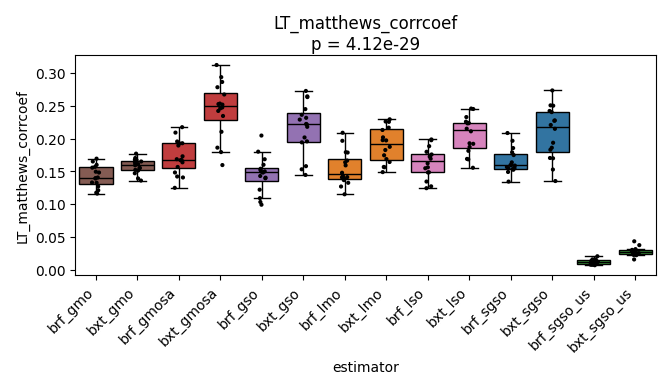 LT_matthews_corrcoef
p = 4.12e-29
LT_matthews_corrcoef
0.30
0.25
0.20
0.15
0.10
0.05
0.00
brf_gmo
bxt_gmo
brf_gmosa
bxt_gmosa
brf_gso
bxt_gso
brf_lmo
bxt_lmo
brf_lso
bxt_lso
brf_sgso
bxt_sgso
brf_sgso_us
bxt_sgso_us
estimator